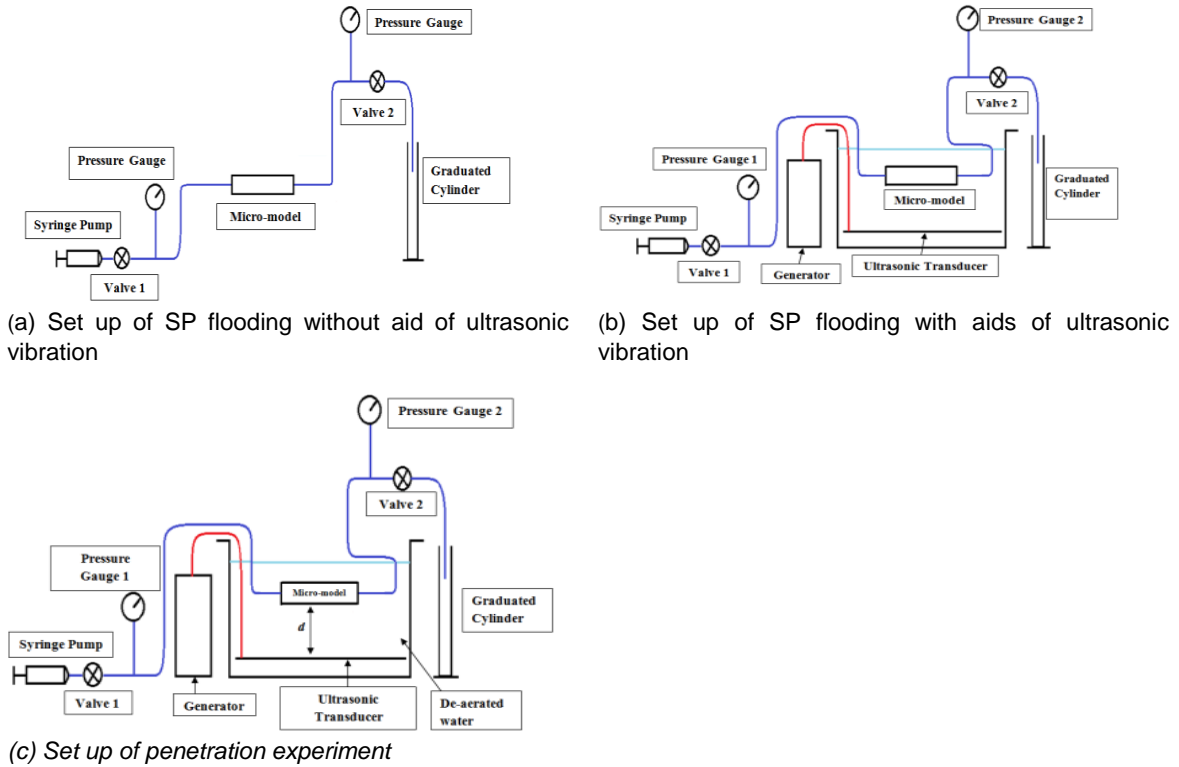 Pressure Gauge
Valve 2
Pressure Gauge
Graduated
Cylinder
Micro-model
Syringe Pump
Valve 1
(a) Set up of SP flooding without aid of ultrasonic
vibration
Pressure Gauge 2
Valve 2
Pressure Gauge 1
Graduated
Cylinder
Micro-model
Syringe Pump
Valve 1
Generator
Ultrasonic Transducer
(b) Set up of SP flooding with aids of ultrasonic
vibration
Pressure Gauge 2
Valve 2
Pressure
Gauge 1
Micro-model
Graduated
Cylinder
d
Syringe Pump
Valve 1
Generator
Ultrasonic
Transducer
De-aerated
water
(c) Set up of penetration experiment